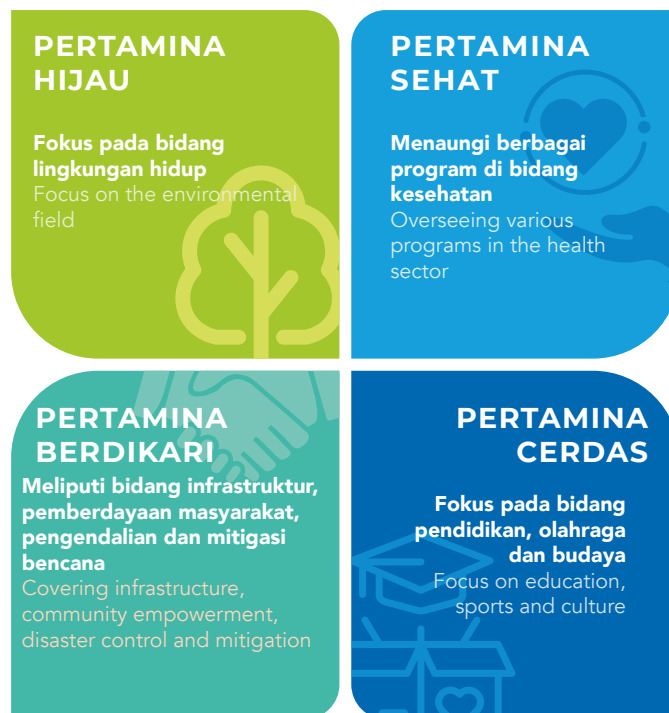 PERTAMINA
HIJAU
Fokus pada bidang
lingkungan hidup
Focus on the environmental
field
PERTAMINA
SEHAT
Menaungi berbagai
program di bidang
kesehatan
Overseeing various
programs in the health
sector
PERTAMINA
BERDIKARI
Meliputi bidang infrastruktur,
pemberdayaan masyarakat,
pengendalian dan mitigasi
bencana
Covering infrastructure,
community empowerment,
disaster control and mitigation
PERTAMINA
CERDAS
Fokus pada bidang
pendidikan, olahraga
dan budaya
Focus on education,
sports and culture